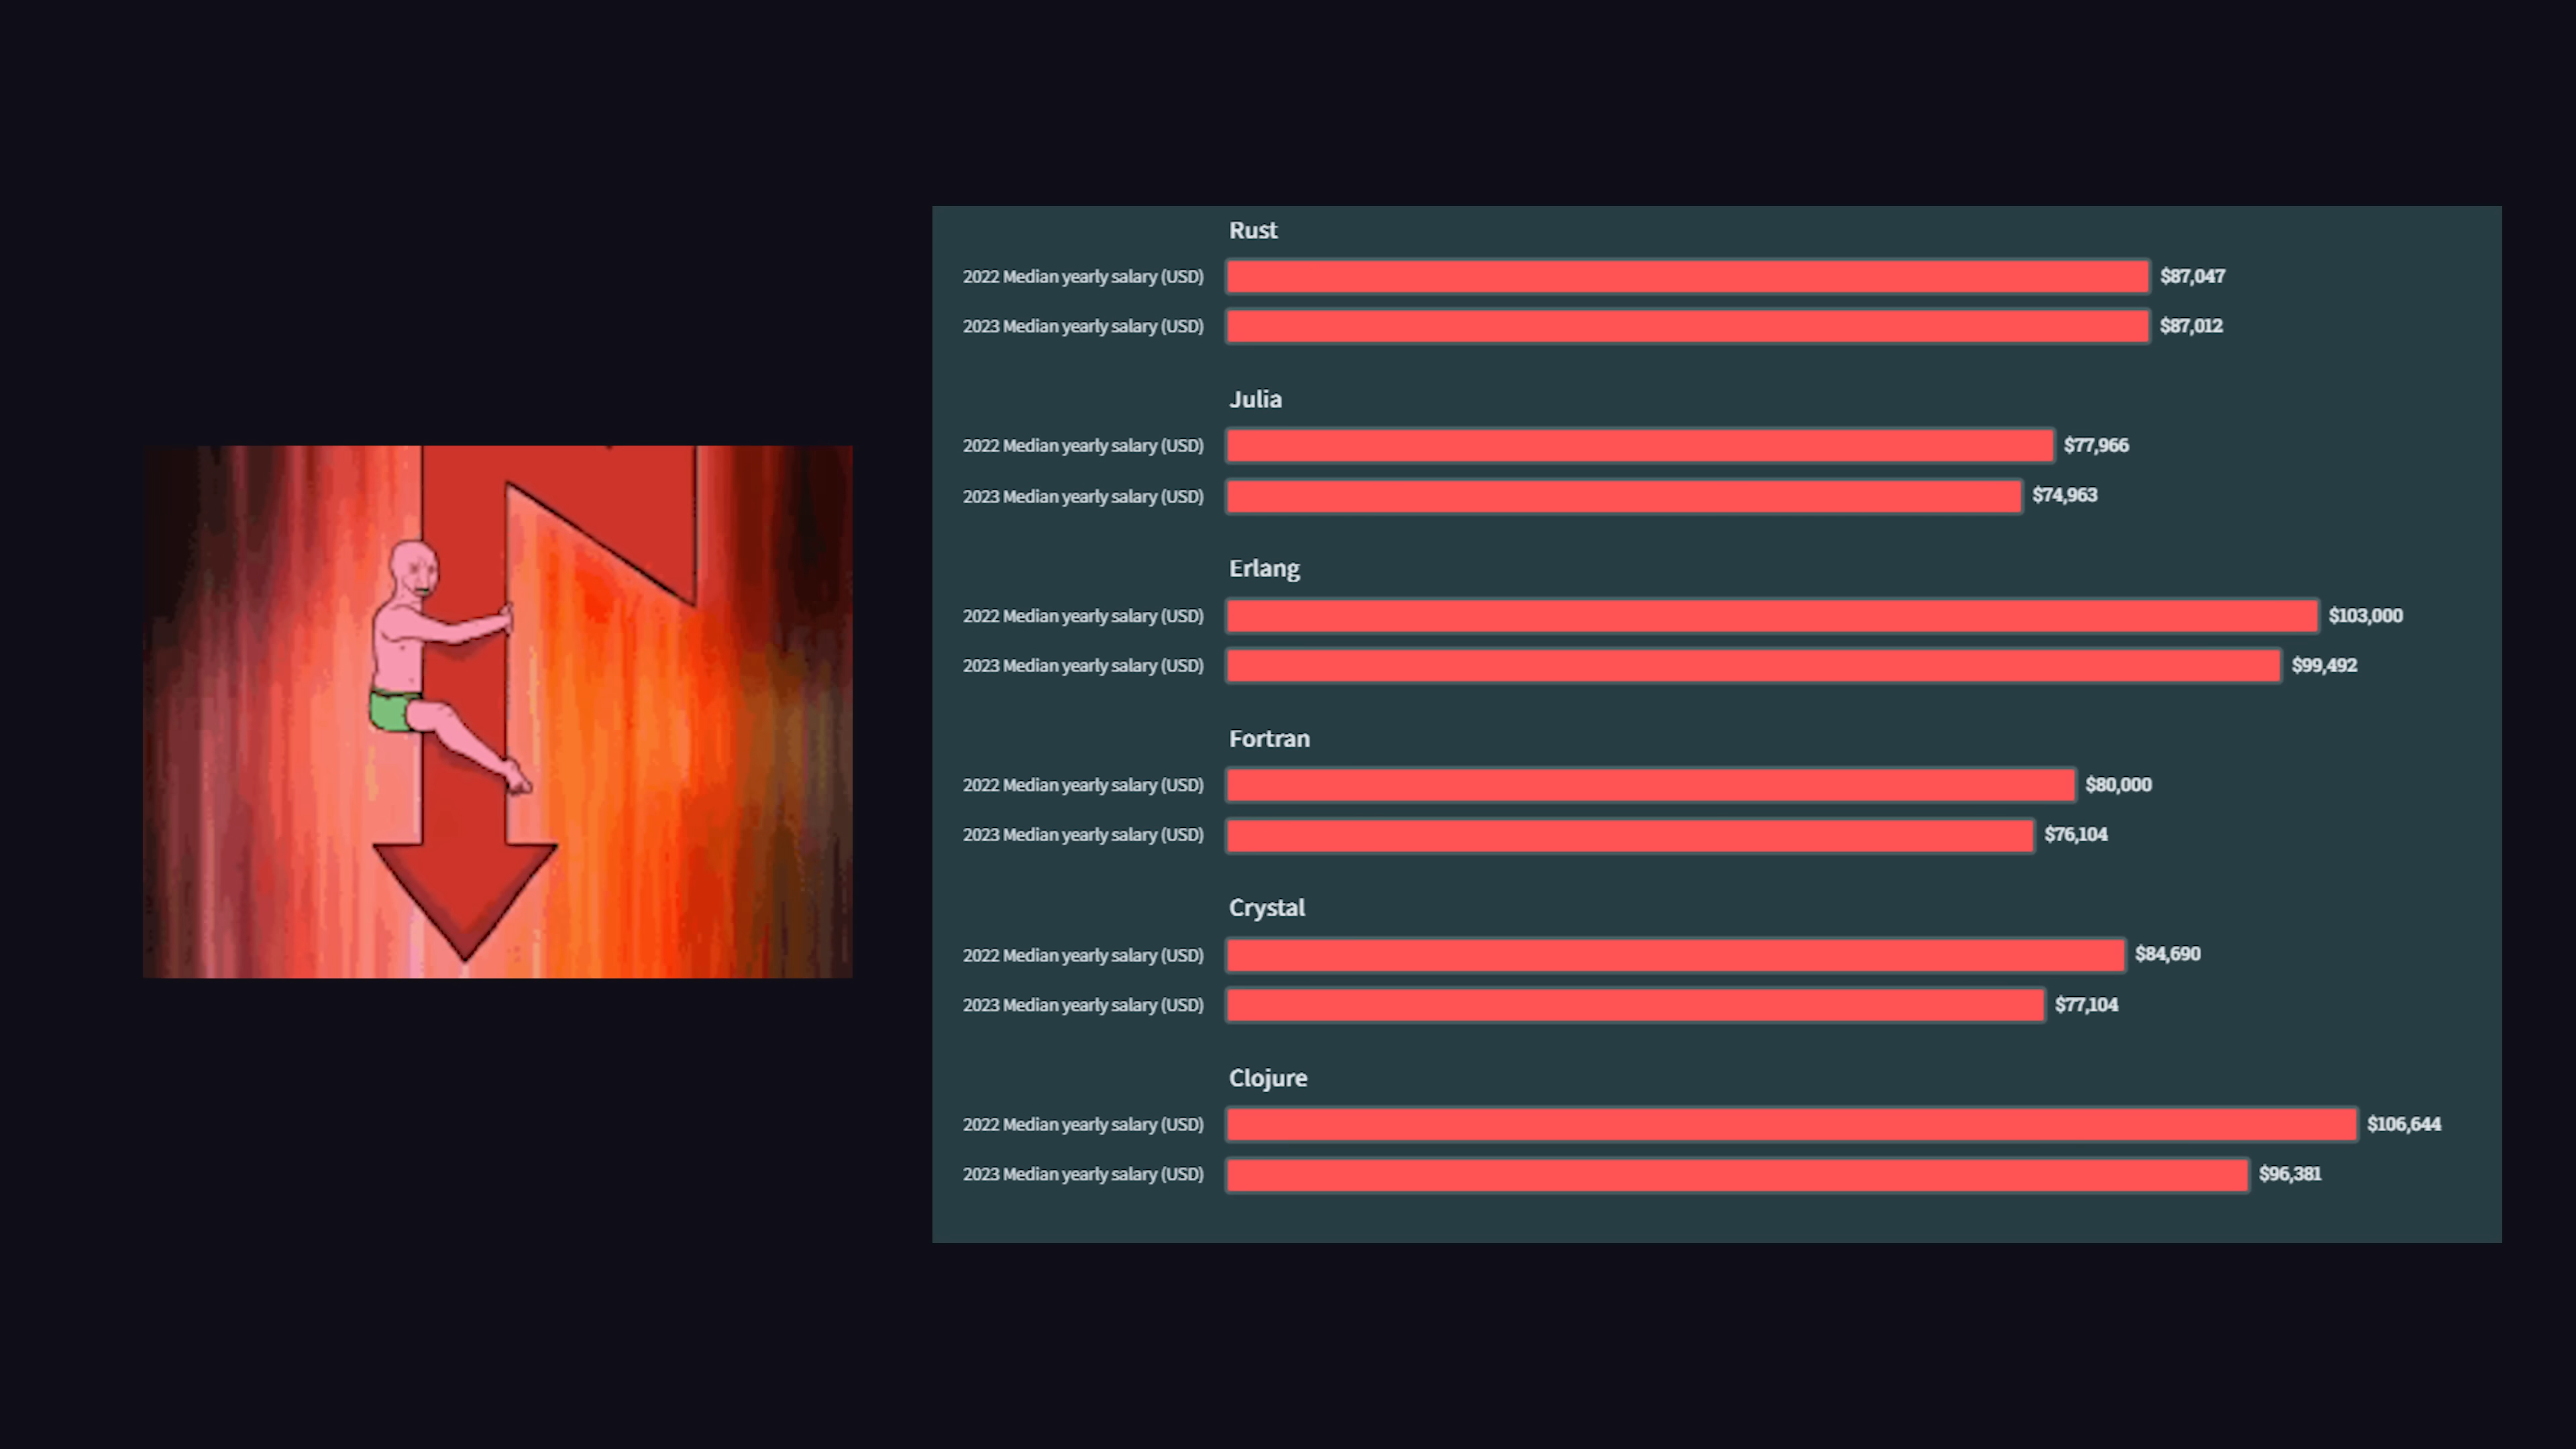 Rust
2022 Median yearly salary (USD) $87,047
2023 Median yearly salary (USD) $87,012
Julia
2022 Median yearly salary (USD) $77,966
2023 Median yearly salary (USD) $74,963
Erlang
2022 Median yearly salary (USD) $103,000
2023 Median yearly salary (USD) $99,492
Fortran
2022 Median yearly salary (USD) $80,000
2023 Median yearly salary (USD) $76,104
Crystal
2022 Median yearly salary (USD) $84,690
2023 Median yearly salary (USD) $77,104
Clojure
2022 Median yearly salary (USD) $106,644
2023 Median yearly salary (USD) $96,381